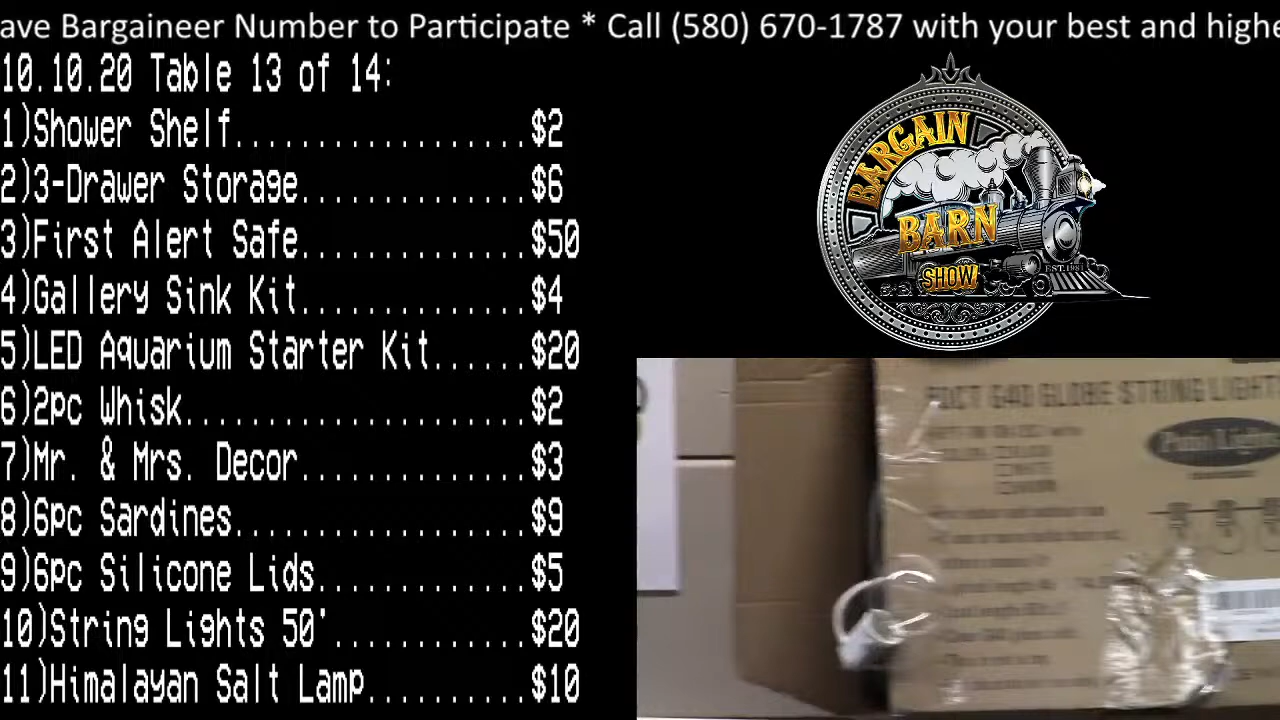 ave Bargaineer Number to Participate * Call (580) 670-1787 with your best and highe
10.10.20 Table 13 of 14:
1)Shower Shelf..................$2
2)3-Drawer Storage..............$6
3)First Alert Safe..............$50
4)Gallery Sink Kit..............$4
5)LED Aquarium Starter Kit......$20
6)2pc Whisk.....................$2
7)Mr. & Mrs. Decor..............$3
8)6pc Sardines..................$9
9)6pc Silicone Lids.............$5
10)String Lights 50'............$20
11)Himalayan Salt Lamp..........$10
BARGAIN
BARN
SHOW
EST.
G40 GLOBE STRING LIGHT